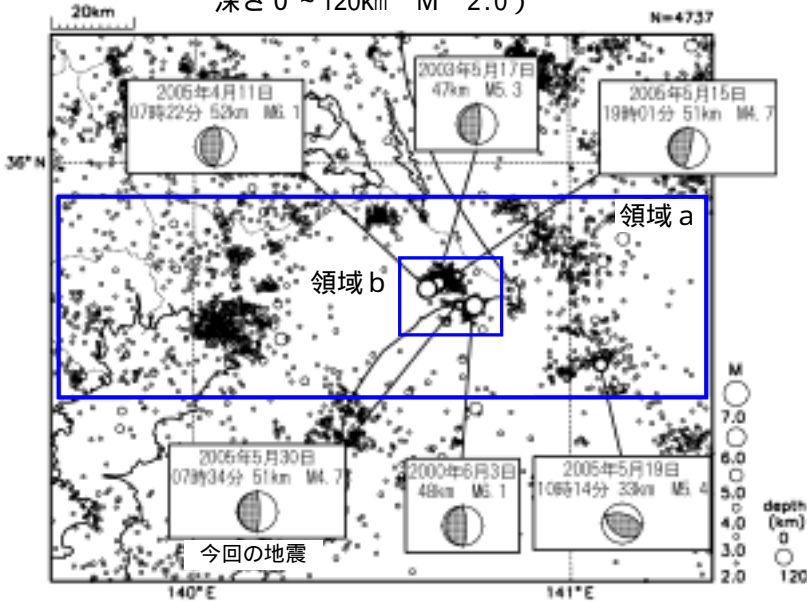 深さ0~120km M 2.0)
20km
N=4737
2005年4月11日
07時22分 52km M6.1
2003年5月17日
47km M5.3
2005年5月15日
19時01分 51km M4.7
36°N
領域a
領域b
M
7.0
6.0
5.0
4.0
3.0
2.0
depth
(km)
0
120
2005年5月30日
07時34分 51km M4.7
今回の地震
2000年6月3日
48km M6.1
2005年5月19日
10時14分 33km M5.4
140°E
141°E